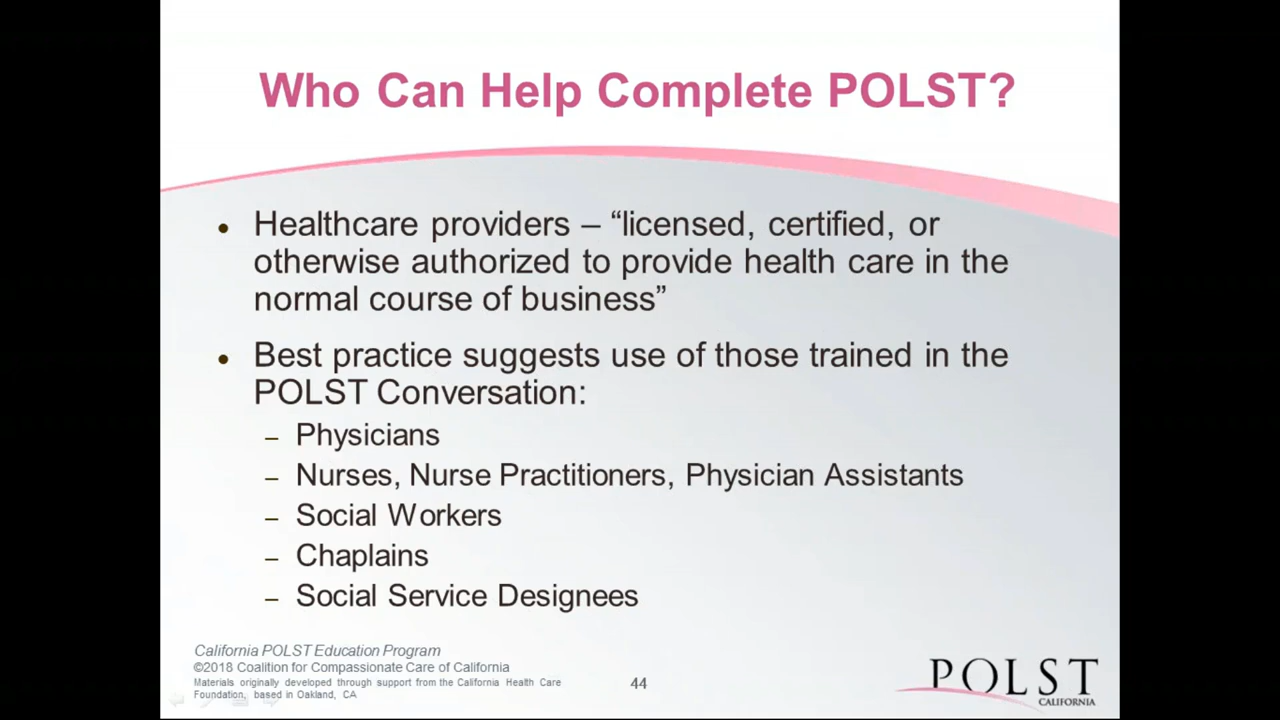 Who Can Help Complete POLST?
• Healthcare providers – “licensed, certified, or
otherwise authorized to provide health care in the
normal course of business”
• Best practice suggests use of those trained in the
POLST Conversation:
– Physicians
– Nurses, Nurse Practitioners, Physician Assistants
– Social Workers
– Chaplains
– Social Service Designees
California POLST Education Program
©2018 Coalition for Compassionate Care of California
Materials originally developed through support from the California Health Care
Foundation, based in Oakland, CA
44
POLST
CALIFORNIA